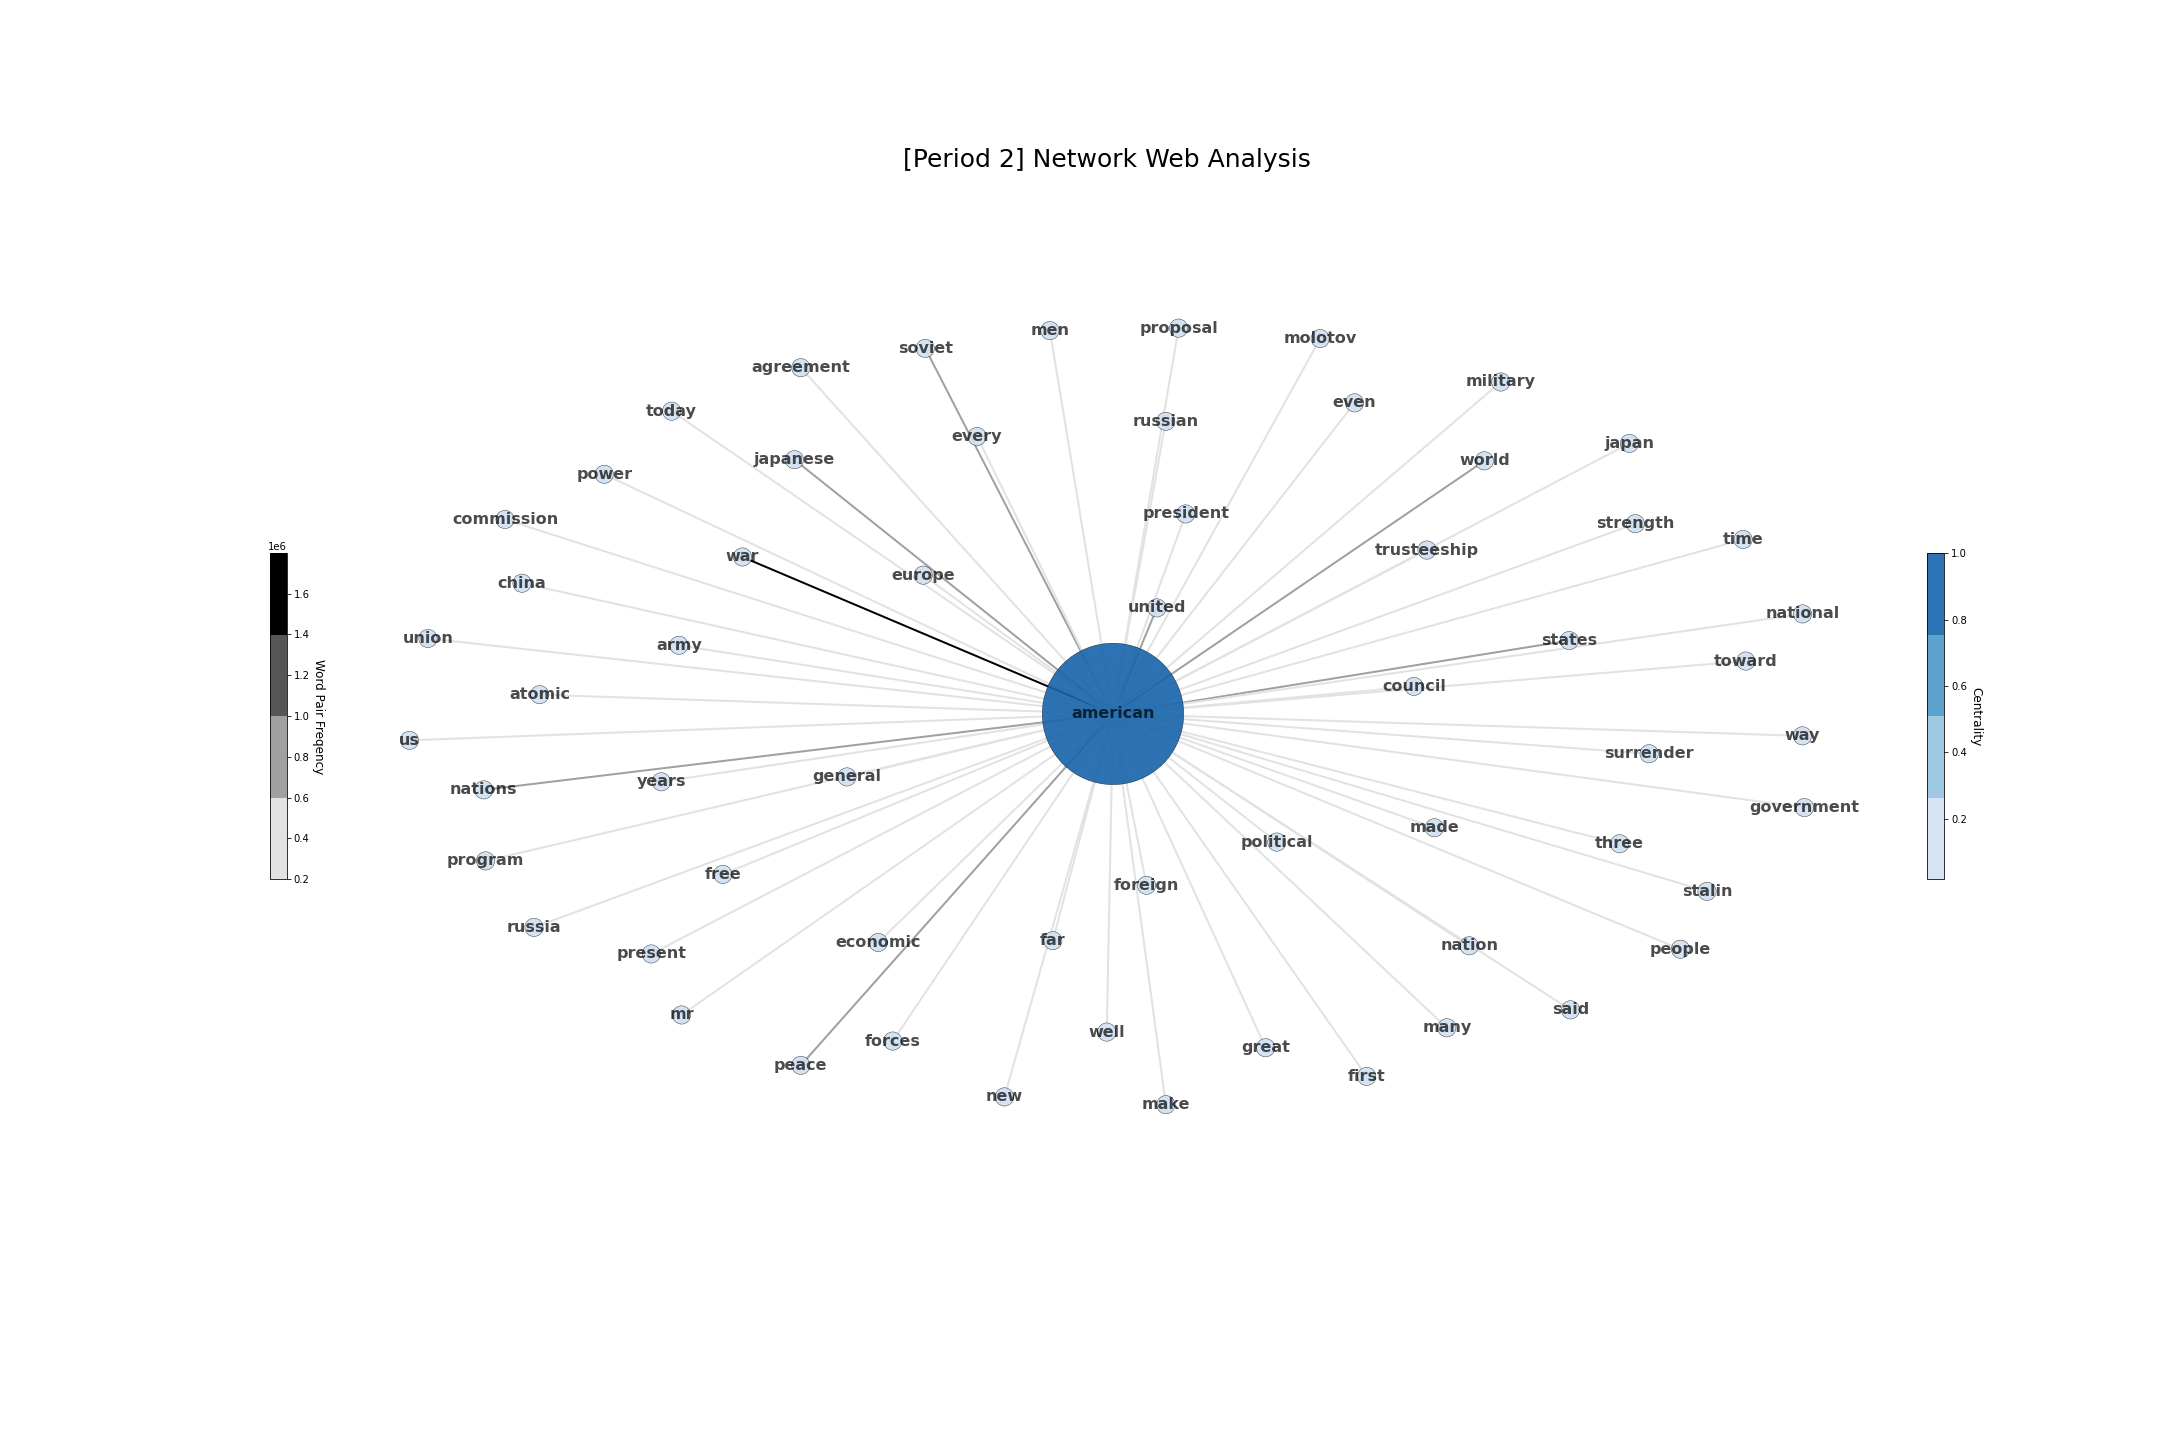 [Period 2] Network Web Analysis
men
proposal
molotov
soviet
agreement
military
even
today
russian
every
japan
japanese
world
power
president
commission
strength
time
trusteeship
war
europe
china
united
national
union
states
army
toward
council
atomic
american
us
way
surrender
general
years
nations
government
made
political
three
program
free
foreign
stalin
russia
far
economic
nation
people
present
said
mr
many
well
forces
great
peace
first
new
make
1e6
1.6
1.4
1.2
1.0
0.8
0.6
0.4
0.2
Word Pair Freqency
1.0
0.8
0.6
0.4
0.2
Centrality